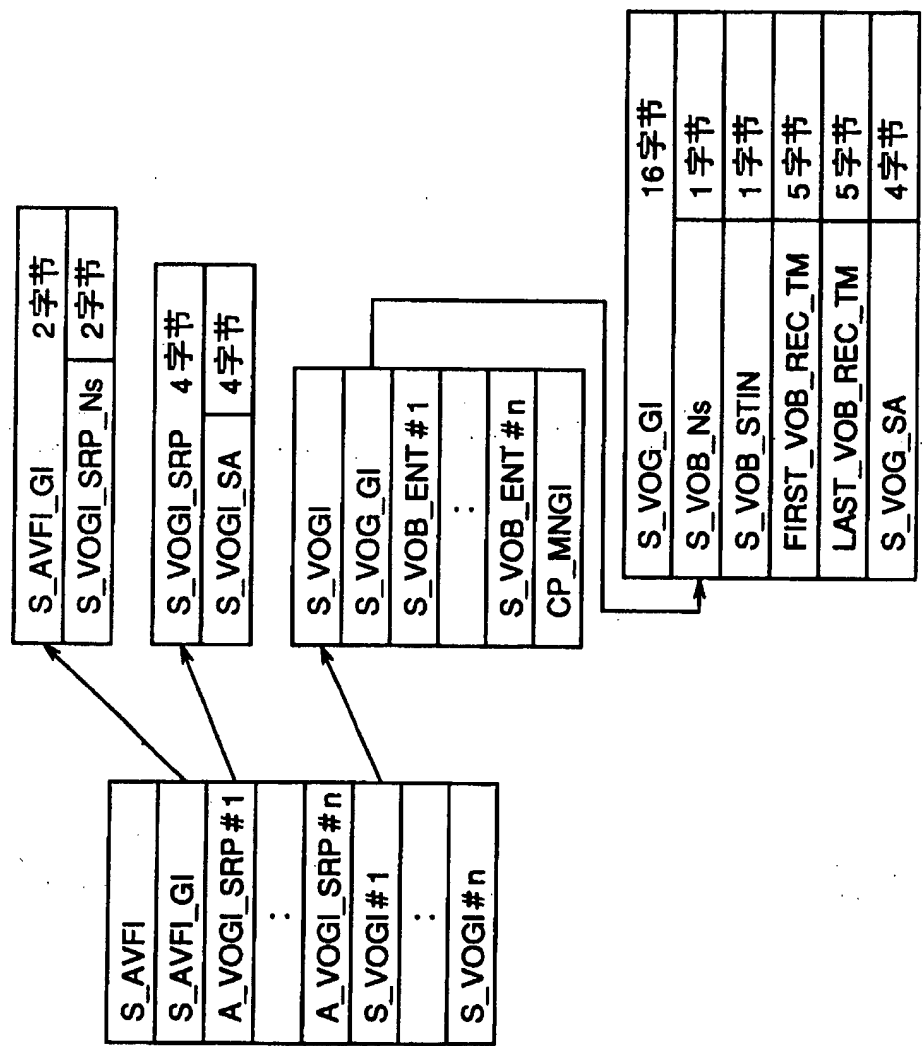 S_AVFI
S_AVFI_GI
A_VOGI_SRP#1
:
A_VOGI_SRP#n
S_VOGI#1
:
S_VOGI#n
S_AVFI_GI 2字节
S_VOGI_SRP_Ns 2字节
S_VOGI_SRP 4字节
S_VOGI_SA 4字节
S_VOGI
S_VOG_GI
S_VOB_ENT#1
:
S_VOB_ENT#n
CP_MNGI
S_VOG_GI 16字节
S_VOB_Ns 1字节
S_VOB_STIN 1字节
FIRST_VOB_REC_TM 5字节
LAST_VOB_REC_TM 5字节
S_VOG_SA 4字节